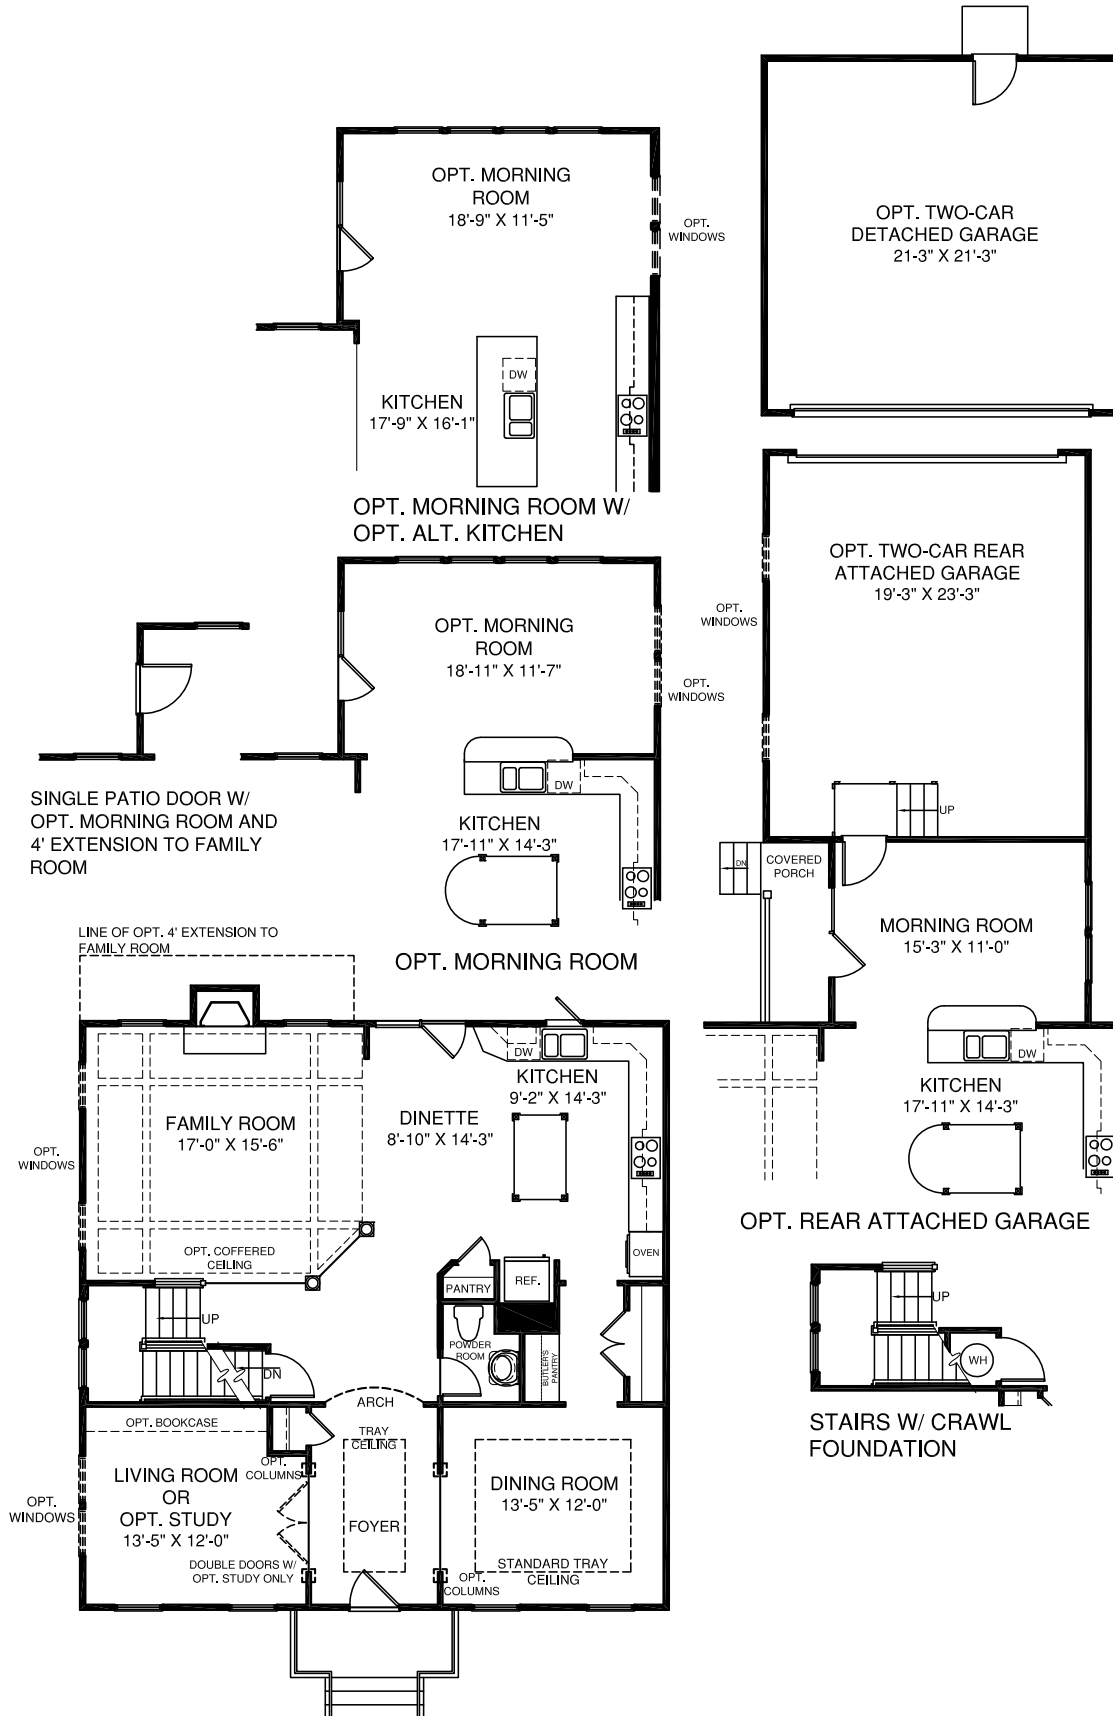 OPT. MORNING
ROOM
18'-9" X 11'-5"
OPT.
WINDOWS
DW
KITCHEN
17'-9" X 16'-1"
OPT. MORNING ROOM W/
OPT. ALT. KITCHEN
OPT. TWO-CAR
DETACHED GARAGE
21-3" X 21'-3"
OPT. TWO-CAR REAR
ATTACHED GARAGE
19'-3" X 23'-3"
OPT.
WINDOWS
UP
DN
COVERED
PORCH
MORNING ROOM
15'-3" X 11'-0"
DW
KITCHEN
17'-11" X 14'-3"
OPT. REAR ATTACHED GARAGE
OPT. MORNING
ROOM
18'-11" X 11'-7"
OPT.
WINDOWS
DW
KITCHEN
17'-11" X 14'-3"
OPT. MORNING ROOM
SINGLE PATIO DOOR W/
OPT. MORNING ROOM AND
4' EXTENSION TO FAMILY
ROOM
LINE OF OPT. 4' EXTENSION TO
FAMILY ROOM
DW
KITCHEN
9'-2" X 14'-3"
FAMILY ROOM
17'-0" X 15'-6"
DINETTE
8'-10" X 14'-3"
OPT.
WINDOWS
OPT. COFFERED
CEILING
OVEN
PANTRY
REF.
UP
POWDER
ROOM
BUTLER'S
PANTRY
DN
ARCH
OPT. BOOKCASE
TRAY
CEILING
OPT.
COLUMNS
LIVING ROOM
OR
OPT. STUDY
13'-5" X 12'-0"
OPT.
WINDOWS
FOYER
DINING ROOM
13'-5" X 12'-0"
DOUBLE DOORS W/
OPT. STUDY ONLY
STANDARD TRAY
CEILING
OPT.
COLUMNS
UP
WH
STAIRS W/ CRAWL
FOUNDATION